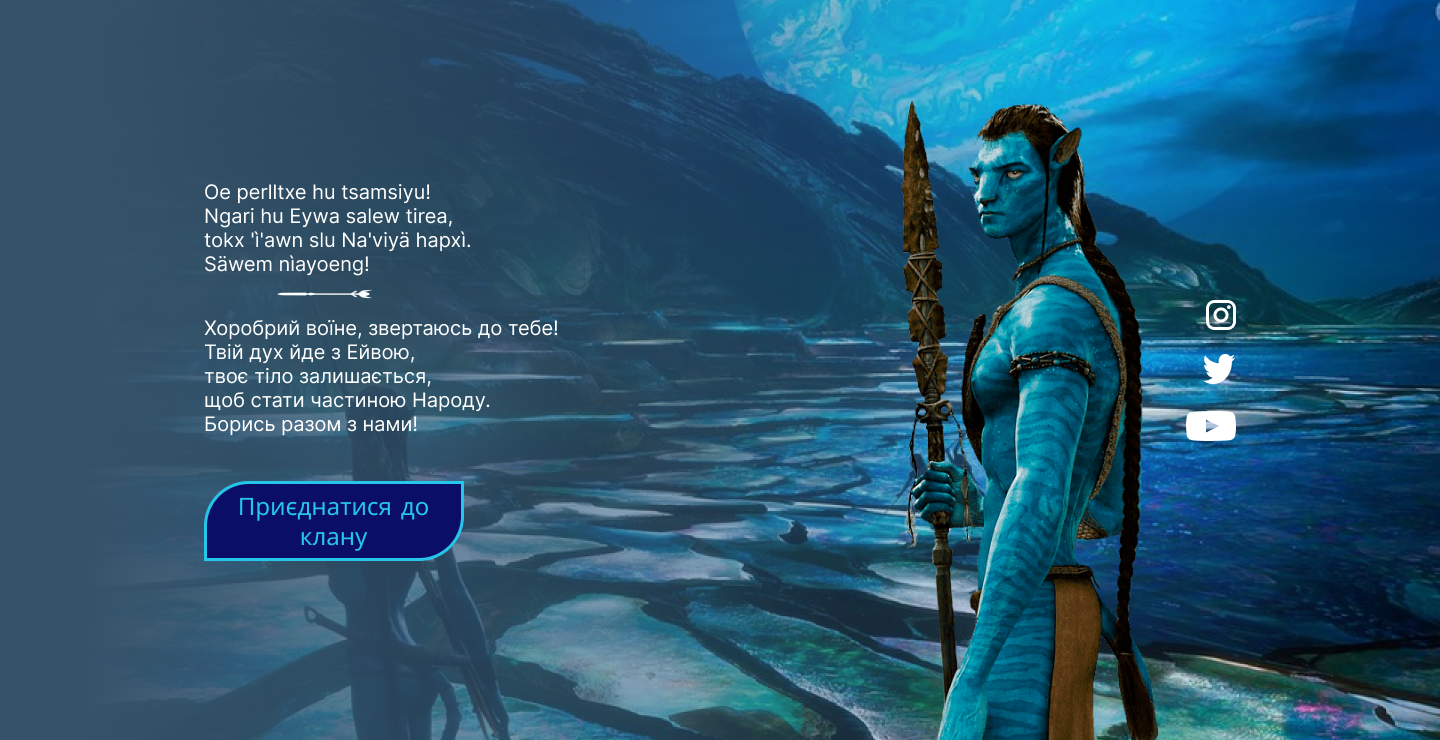 Oe perlltxe hu tsamsiyu!
Ngari hu Eywa salew tirea,
tokx 'ì'awn slu Na'viyä hapxì.
Säwem nìayoeng!
Хоробрий воїне, звертаюсь до тебе!
Твій дух йде з Ейвою,
твоє тіло залишається,
щоб стати частиною Народу.
Борись разом з нами!
Приєднатися до
клану